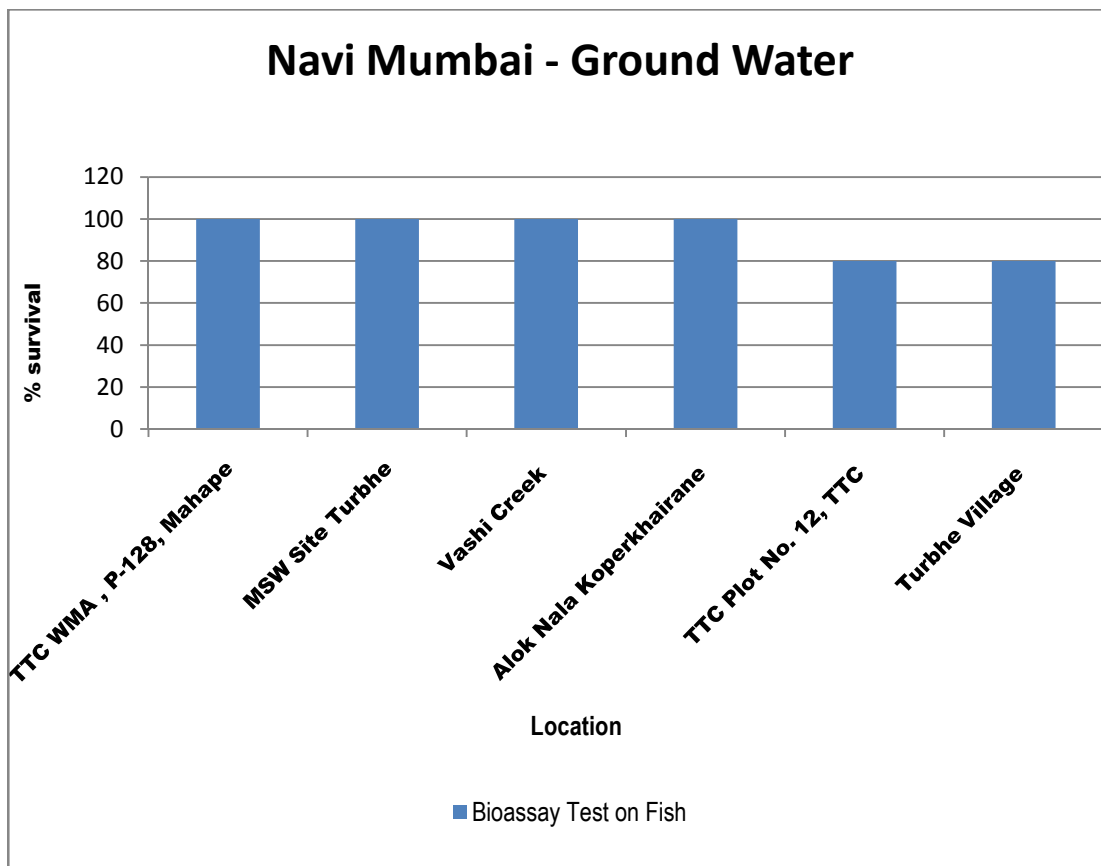 Navi Mumbai - Ground Water
120
100
80
60
40
20
0
% survival
TTC WMA , P-128, Mahape
MSW Site Turbhe
Vashi Creek
Alok Nala Koperkhairane
TTC Plot No. 12, TTC
Turbhe Village
Location
Bioassay Test on Fish